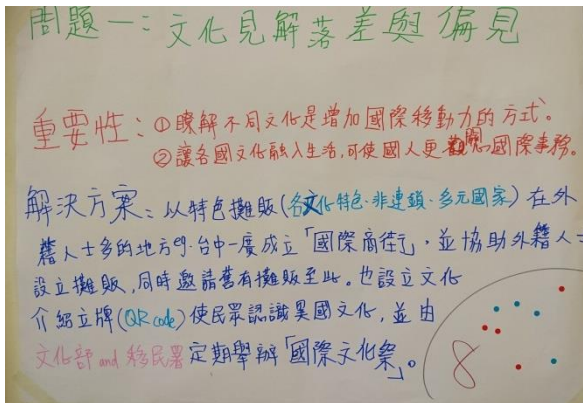 問題一：文化見解落差與偏見
重要性：①瞭解不同文化是增加國際移動力的方式。
②讓各國文化融入生活,可使國人更關心國際事務。
解決方案：以特色攤販(各文化特色·非連鎖·多元國家)在外
籍人士多的地方eg.台中一度成立「國際商街」，並協助外籍人士
設立攤販,同時邀請舊有攤販至此。也設立文化
介紹立牌(QR code)使民眾認識異國文化,並由
文化部 and 移民署定期舉辦「國際文化祭」。
8